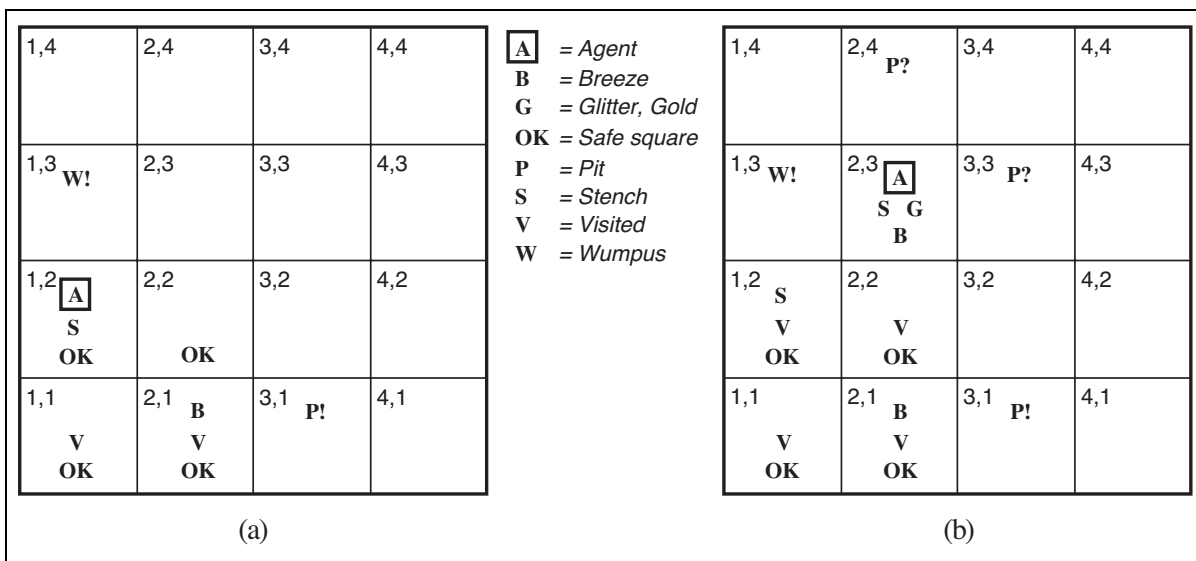 1,4 2,4 3,4 4,4
1,3 W! 2,3 3,3 4,3
1,2 A 2,2 3,2 4,2
S
OK OK
1,1 2,1 B 3,1 P! 4,1
V V
OK OK
(a)
A = Agent
B = Breeze
G = Glitter, Gold
OK = Safe square
P = Pit
S = Stench
V = Visited
W = Wumpus
1,4 2,4 P? 3,4 4,4
1,3 W! 2,3 A 3,3 P? 4,3
S G
B
1,2 S 2,2 3,2 4,2
V V
OK OK
1,1 2,1 B 3,1 P! 4,1
V V
OK OK
(b)